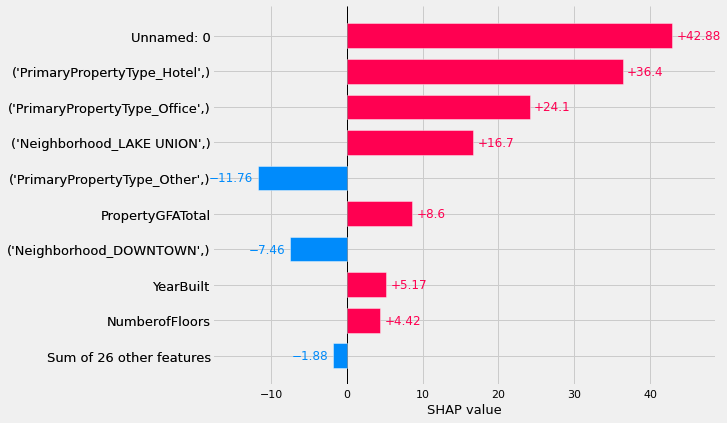 Unnamed: 0 +42.88
('PrimaryPropertyType_Hotel',) +36.4
('PrimaryPropertyType_Office',) +24.1
('Neighborhood_LAKE UNION',) +16.7
('PrimaryPropertyType_Other',) −11.76
PropertyGFATotal +8.6
('Neighborhood_DOWNTOWN',) −7.46
YearBuilt +5.17
NumberofFloors +4.42
Sum of 26 other features −1.88
−10 0 10 20 30 40
SHAP value